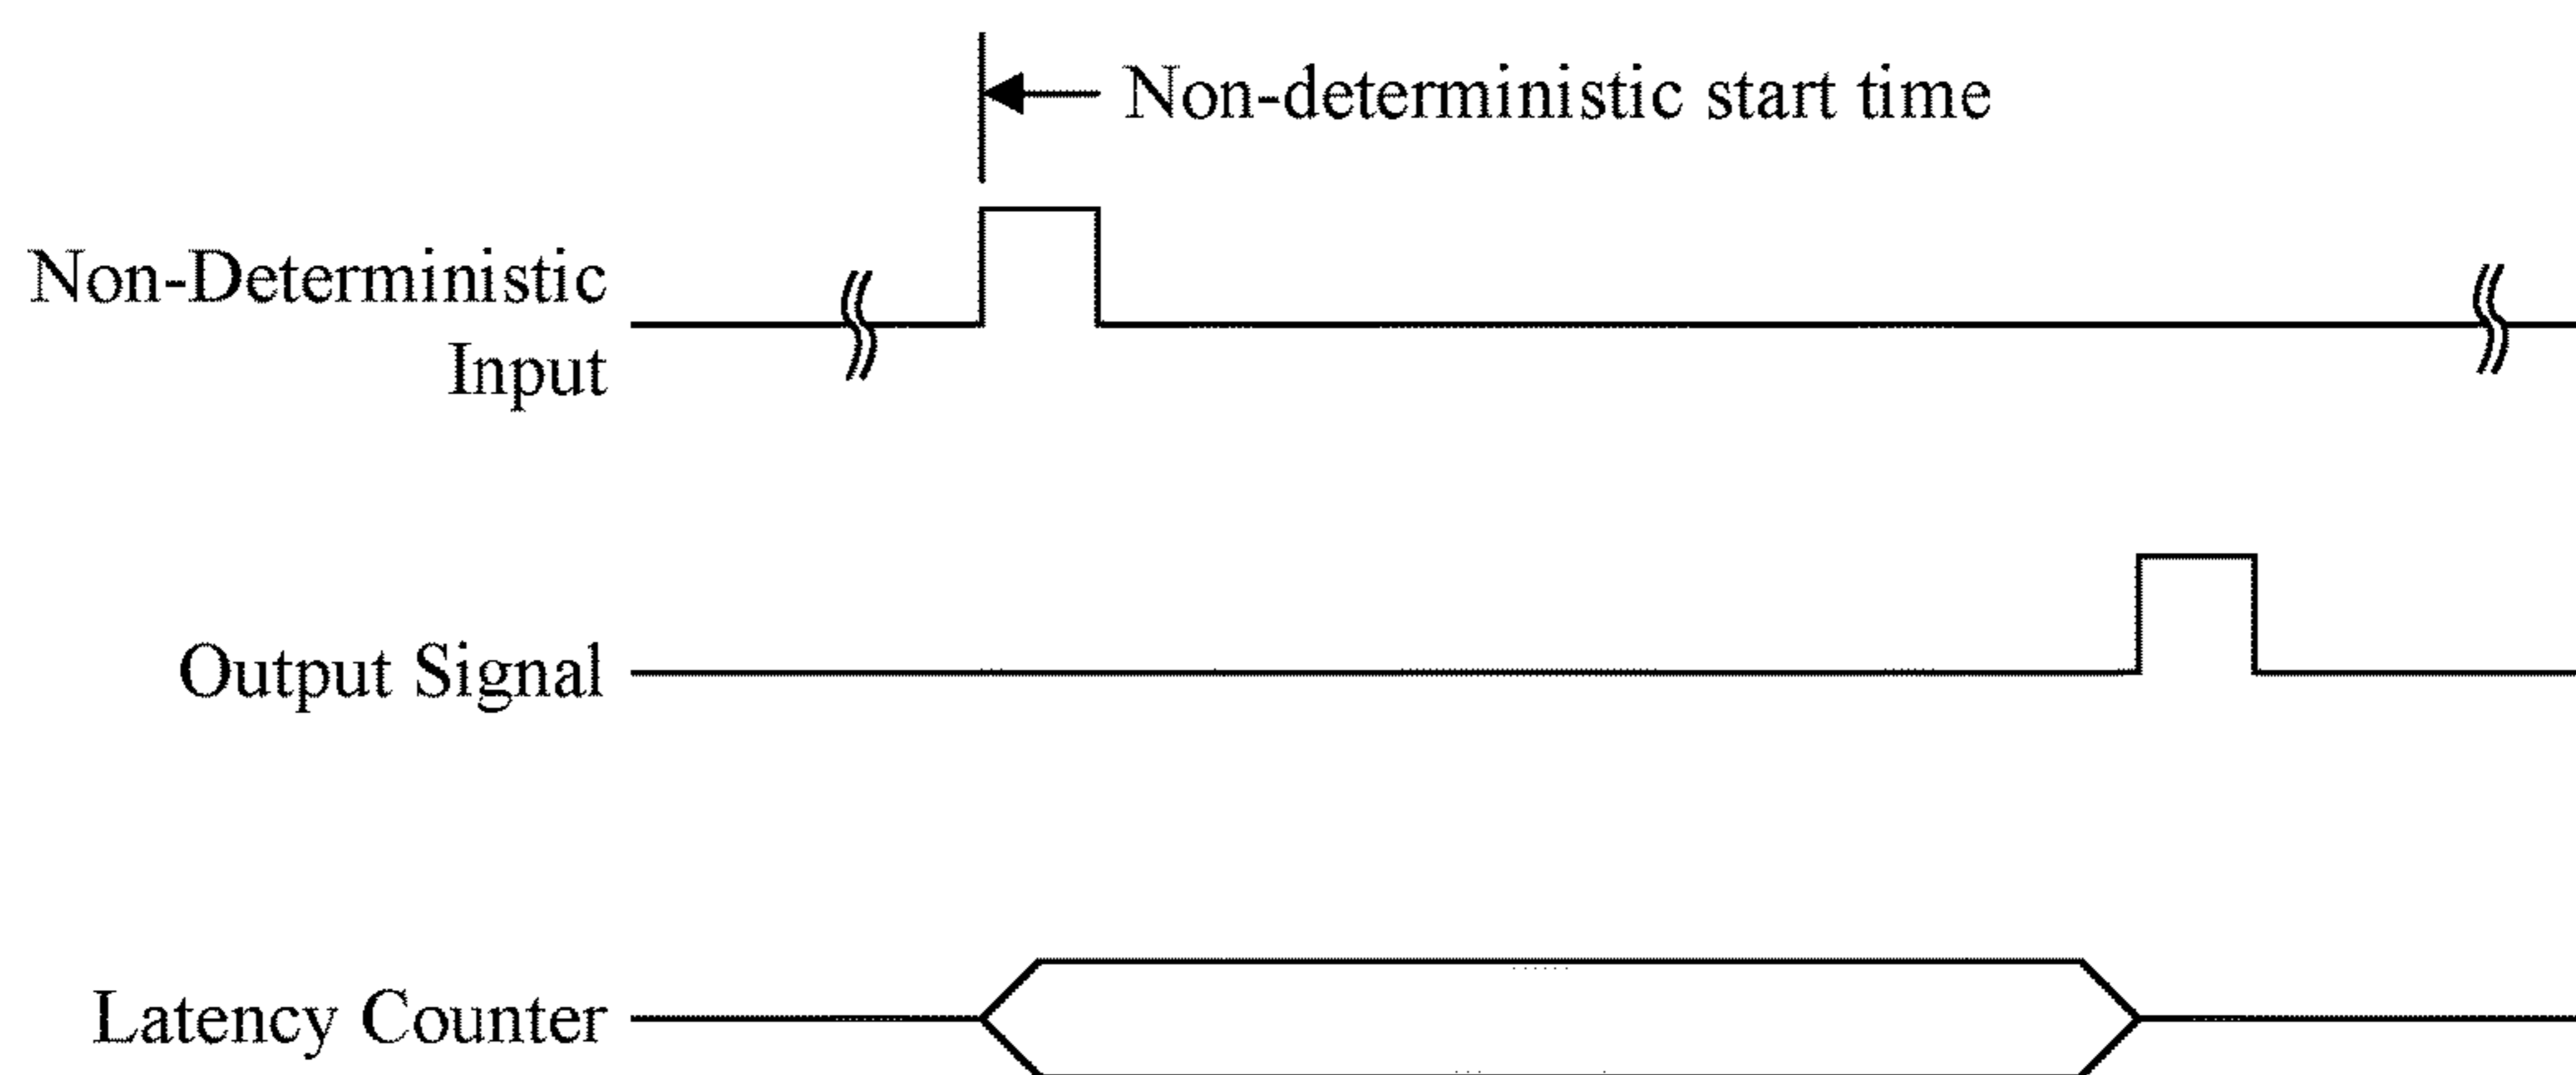 Non-deterministic start time
Non-Deterministic
Input
Output Signal
Latency Counter